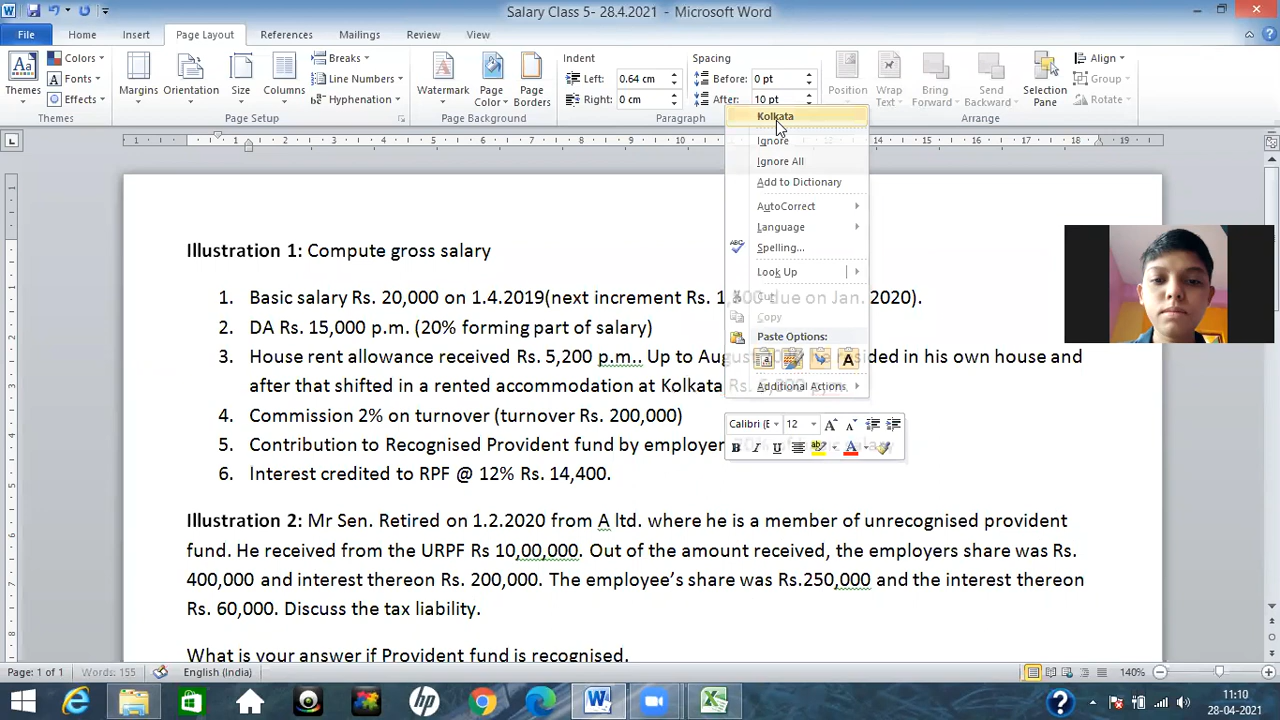 Salary Class 5- 28.4.2021 - Microsoft Word
File Home Insert Page Layout References Mailings Review View
Themes
Colors
Fonts
Effects
Themes
Margins Orientation Size Columns
Breaks
Line Numbers
Hyphenation
Page Setup
Watermark Page Color Page Borders
Page Background
Indent
Left: 0.64 cm
Right: 0 cm
Spacing
Before: 0 pt
After: 10 pt
Paragraph
Position Wrap Text Bring Forward Send Backward Selection Pane
Align
Group
Rotate
Arrange
Kolkata
Ignore
Ignore All
Add to Dictionary
AutoCorrect
Language
Spelling...
Look Up
Cut
Copy
Paste Options:
Additional Actions
Calibri (E 12
B I U
Illustration 1: Compute gross salary
1. Basic salary Rs. 20,000 on 1.4.2019(next increment Rs. 1, due on Jan. 2020).
2. DA Rs. 15,000 p.m. (20% forming part of salary)
3. House rent allowance received Rs. 5,200 p.m.. Up to August he resided in his own house and
after that shifted in a rented accommodation at Kolkata Rs.
4. Commission 2% on turnover (turnover Rs. 200,000)
5. Contribution to Recognised Provident fund by employer
6. Interest credited to RPF @ 12% Rs. 14,400.
Illustration 2: Mr Sen. Retired on 1.2.2020 from A ltd. where he is a member of unrecognised provident
fund. He received from the URPF Rs 10,00,000. Out of the amount received, the employers share was Rs.
400,000 and interest thereon Rs. 200,000. The employee’s share was Rs.250,000 and the interest thereon
Rs. 60,000. Discuss the tax liability.
What is your answer if Provident fund is recognised.
Page: 1 of 1 Words: 155 English (India) 140%
11:10
28-04-2021